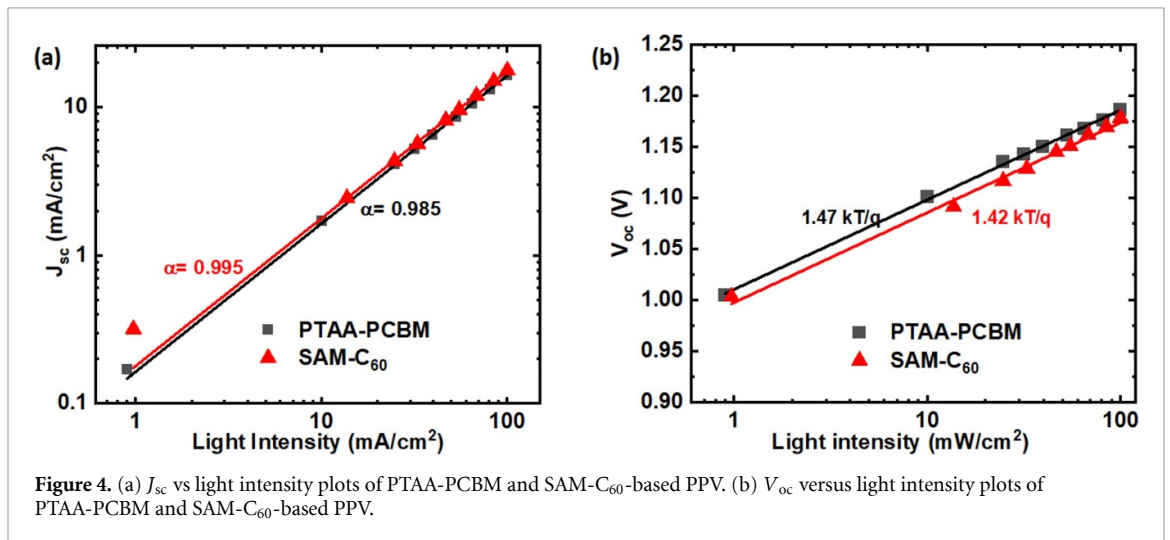 (a)
10
1
0.1
J_sc (mA/cm²)
α= 0.985
α= 0.995
PTAA-PCBM
SAM-C₆₀
1 10 100
Light Intensity (mA/cm²)
(b)
1.25
1.20
1.15
1.10
1.05
1.00
0.95
0.90
V_oc (V)
1.47 kT/q 1.42 kT/q
PTAA-PCBM
SAM-C₆₀
1 10 100
Light intensity (mW/cm²)
Figure 4. (a) J_sc vs light intensity plots of PTAA-PCBM and SAM-C₆₀-based PPV. (b) V_oc versus light intensity plots of
PTAA-PCBM and SAM-C₆₀-based PPV.